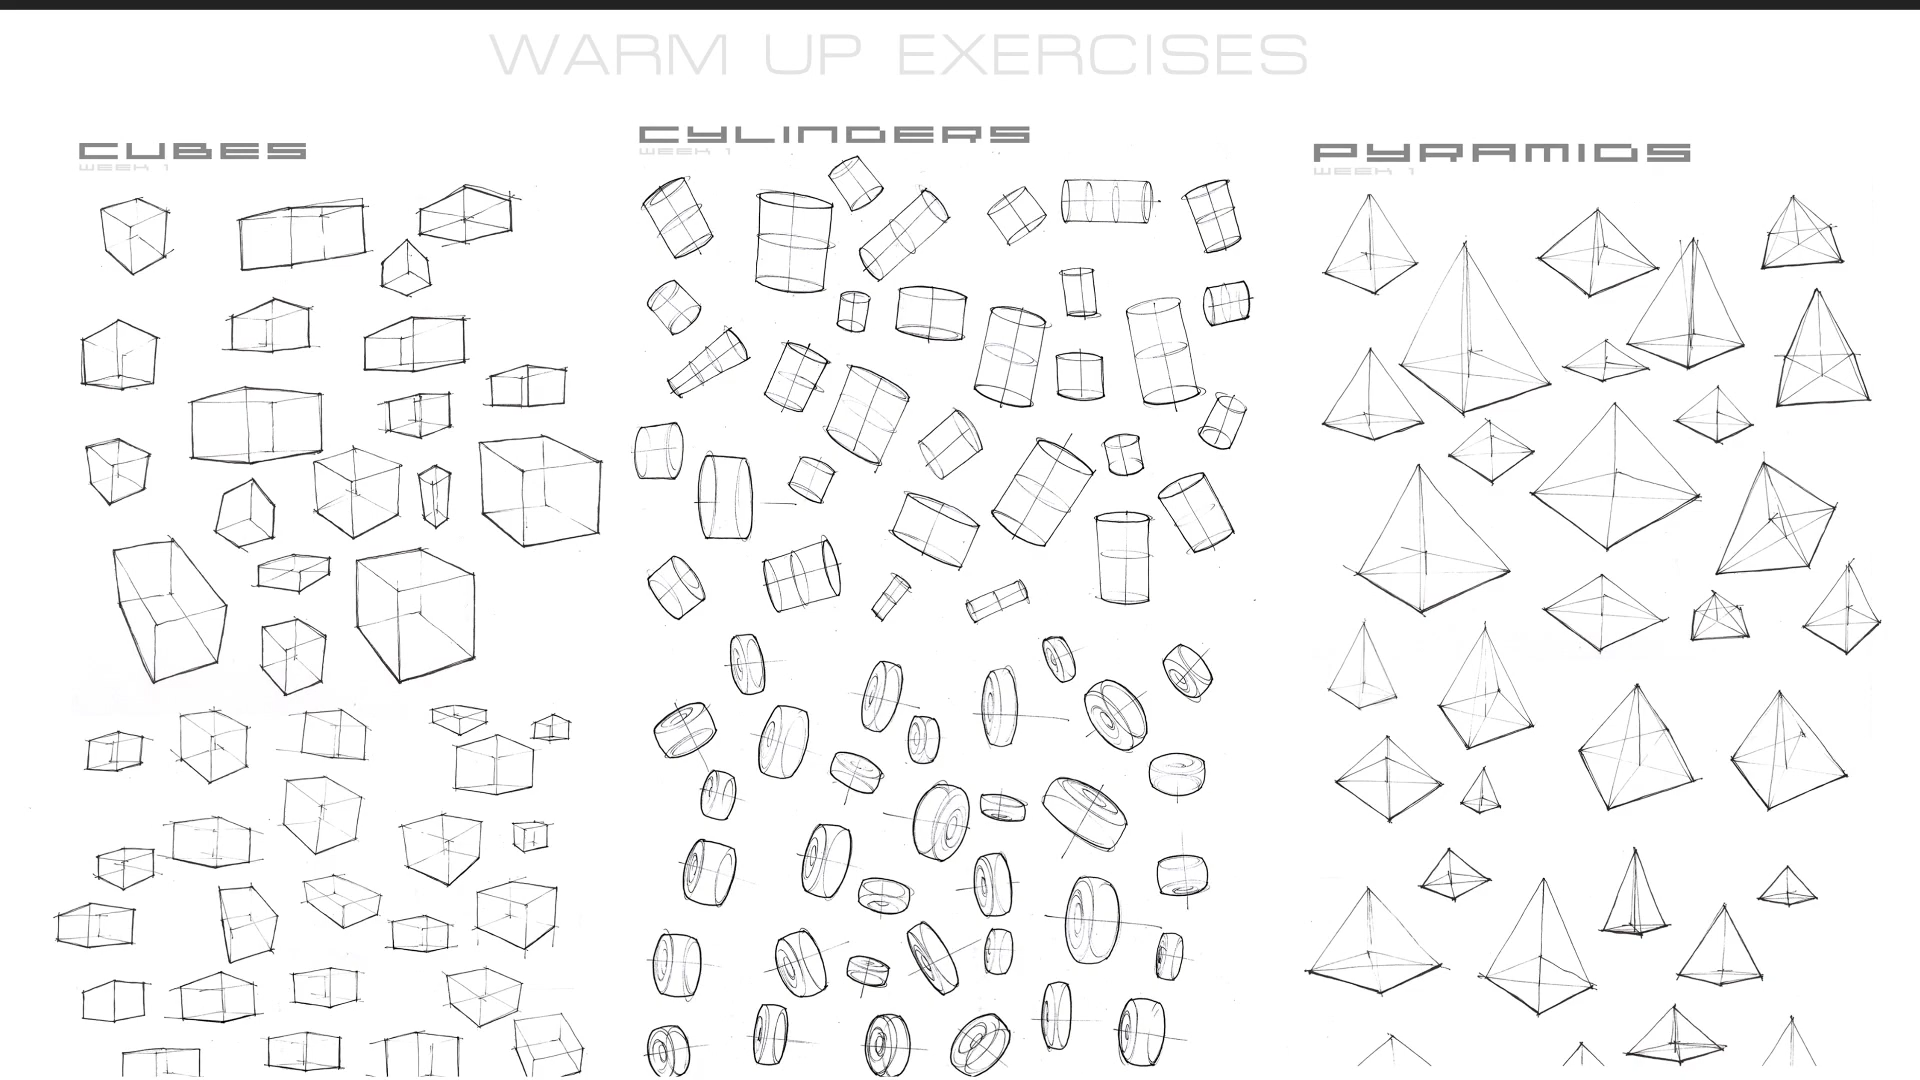 WARM UP EXERCISES
CUBES
WEEK 1
CYLINDERS
WEEK 1
PYRAMIDS
WEEK 1